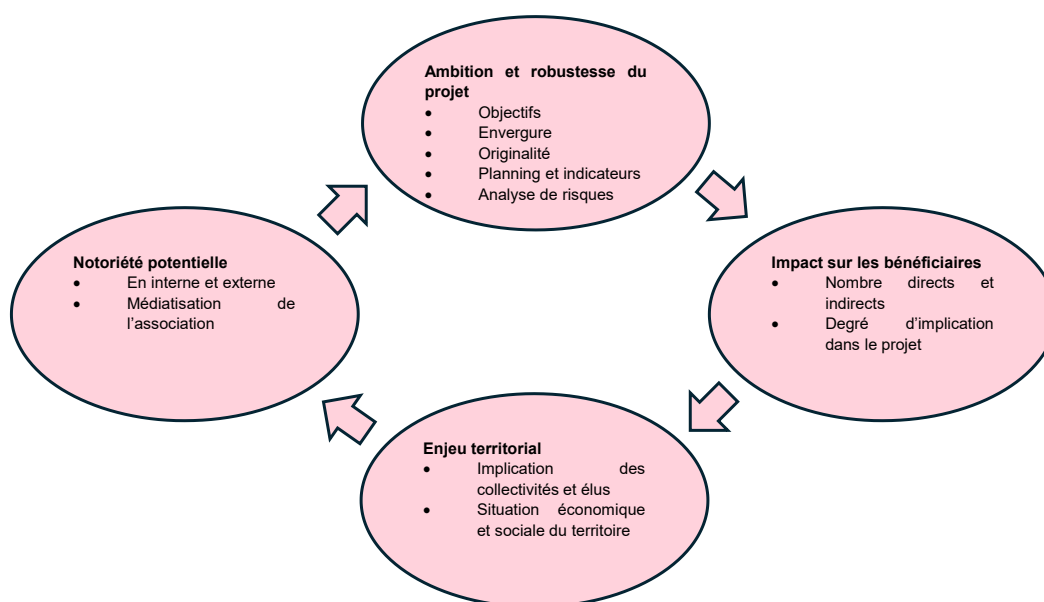 Ambition et robustesse du
projet
• Objectifs
• Envergure
• Originalité
• Planning et indicateurs
• Analyse de risques
Notoriété potentielle
• En interne et externe
• Médiatisation de
l’association
Impact sur les bénéficiaires
• Nombre directs et
indirects
• Degré d’implication
dans le projet
Enjeu territorial
• Implication des
collectivités et élus
• Situation économique
et sociale du territoire